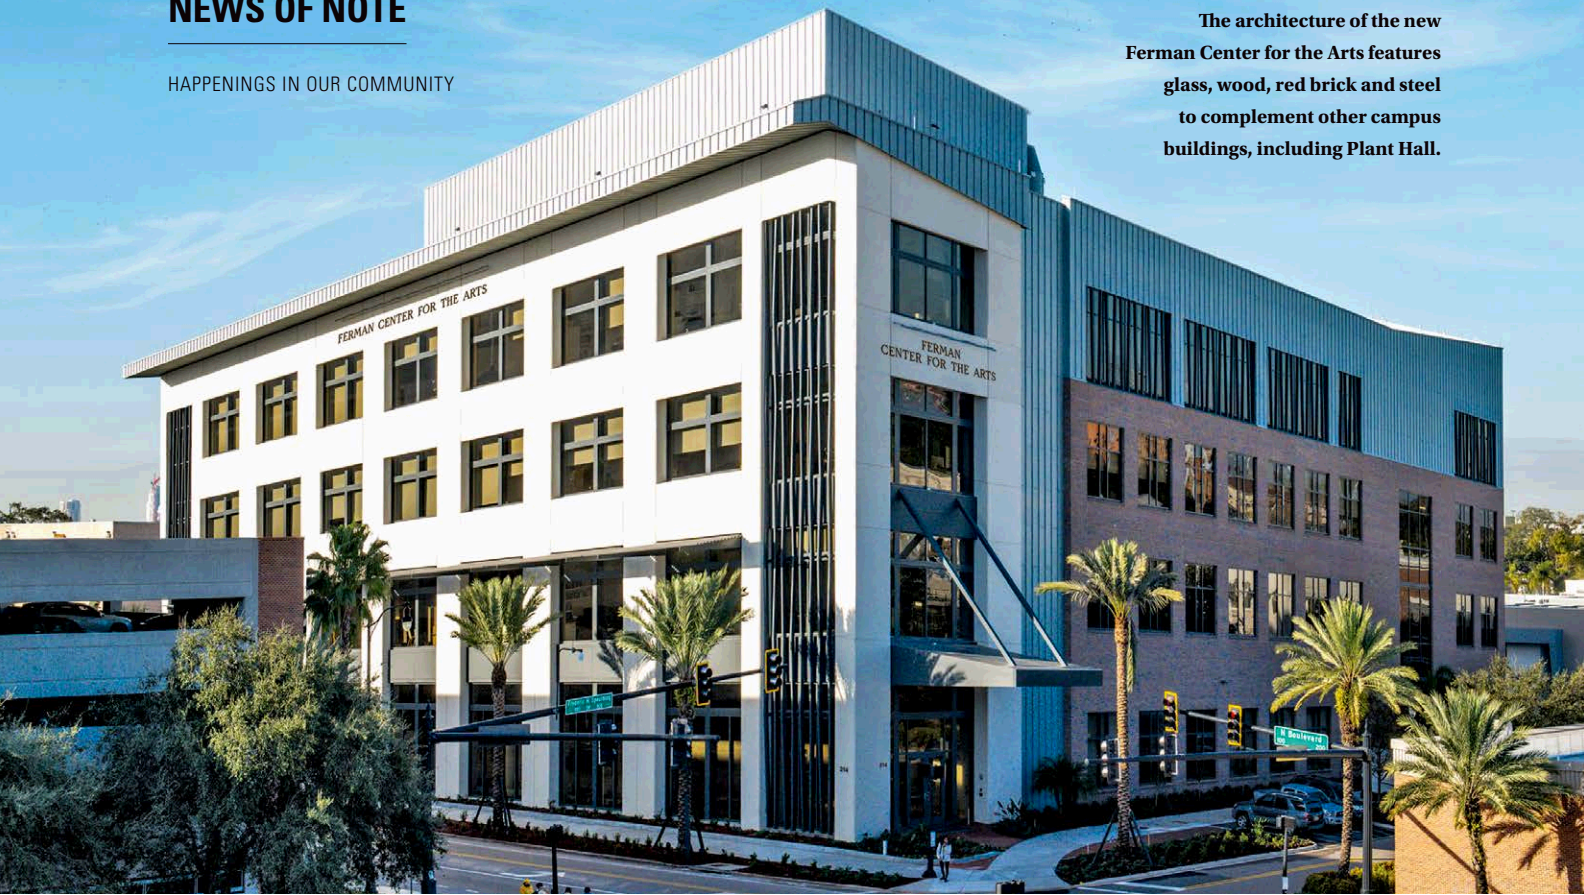 NEWS OF NOTE
HAPPENINGS IN OUR COMMUNITY
The architecture of the new
Ferman Center for the Arts features
glass, wood, red brick and steel
to complement other campus
buildings, including Plant Hall.
FERMAN CENTER FOR THE ARTS
FERMAN
CENTER FOR THE ARTS
N Boulevard